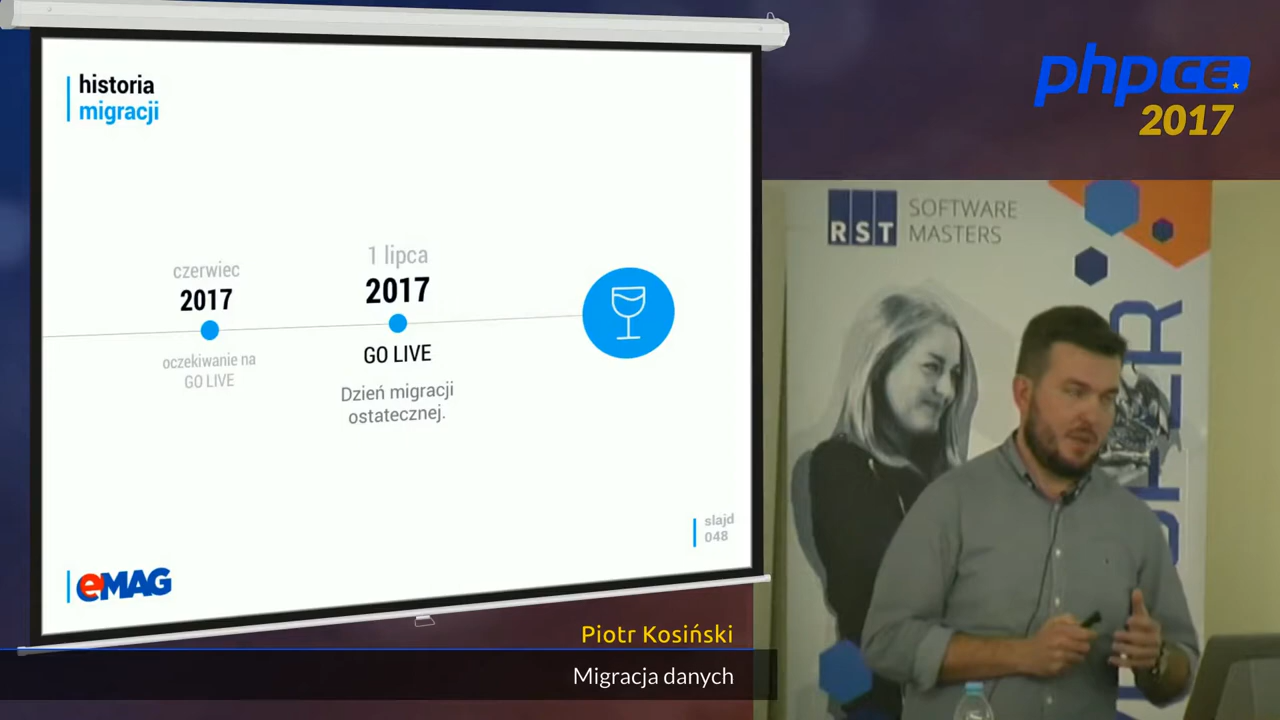 historia
migracji
czerwiec
2017
oczekiwanie na
GO LIVE
1 lipca
2017
GO LIVE
Dzień migracji
ostatecznej.
slajd
048
eMAG
phpCE
2017
RST
SOFTWARE
MASTERS
Piotr Kosiński
Migracja danych